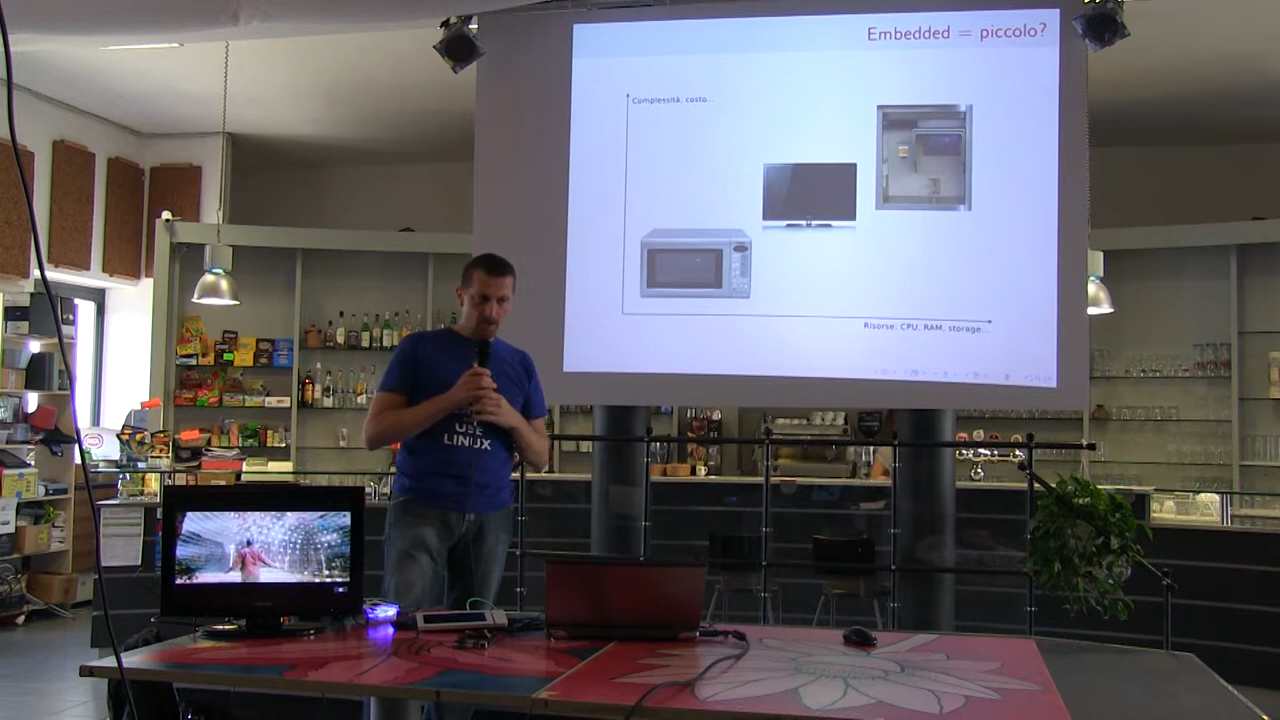 Embedded = piccolo?
Complessità, costo...
Risorse: CPU, RAM, storage...
USE
LINUX